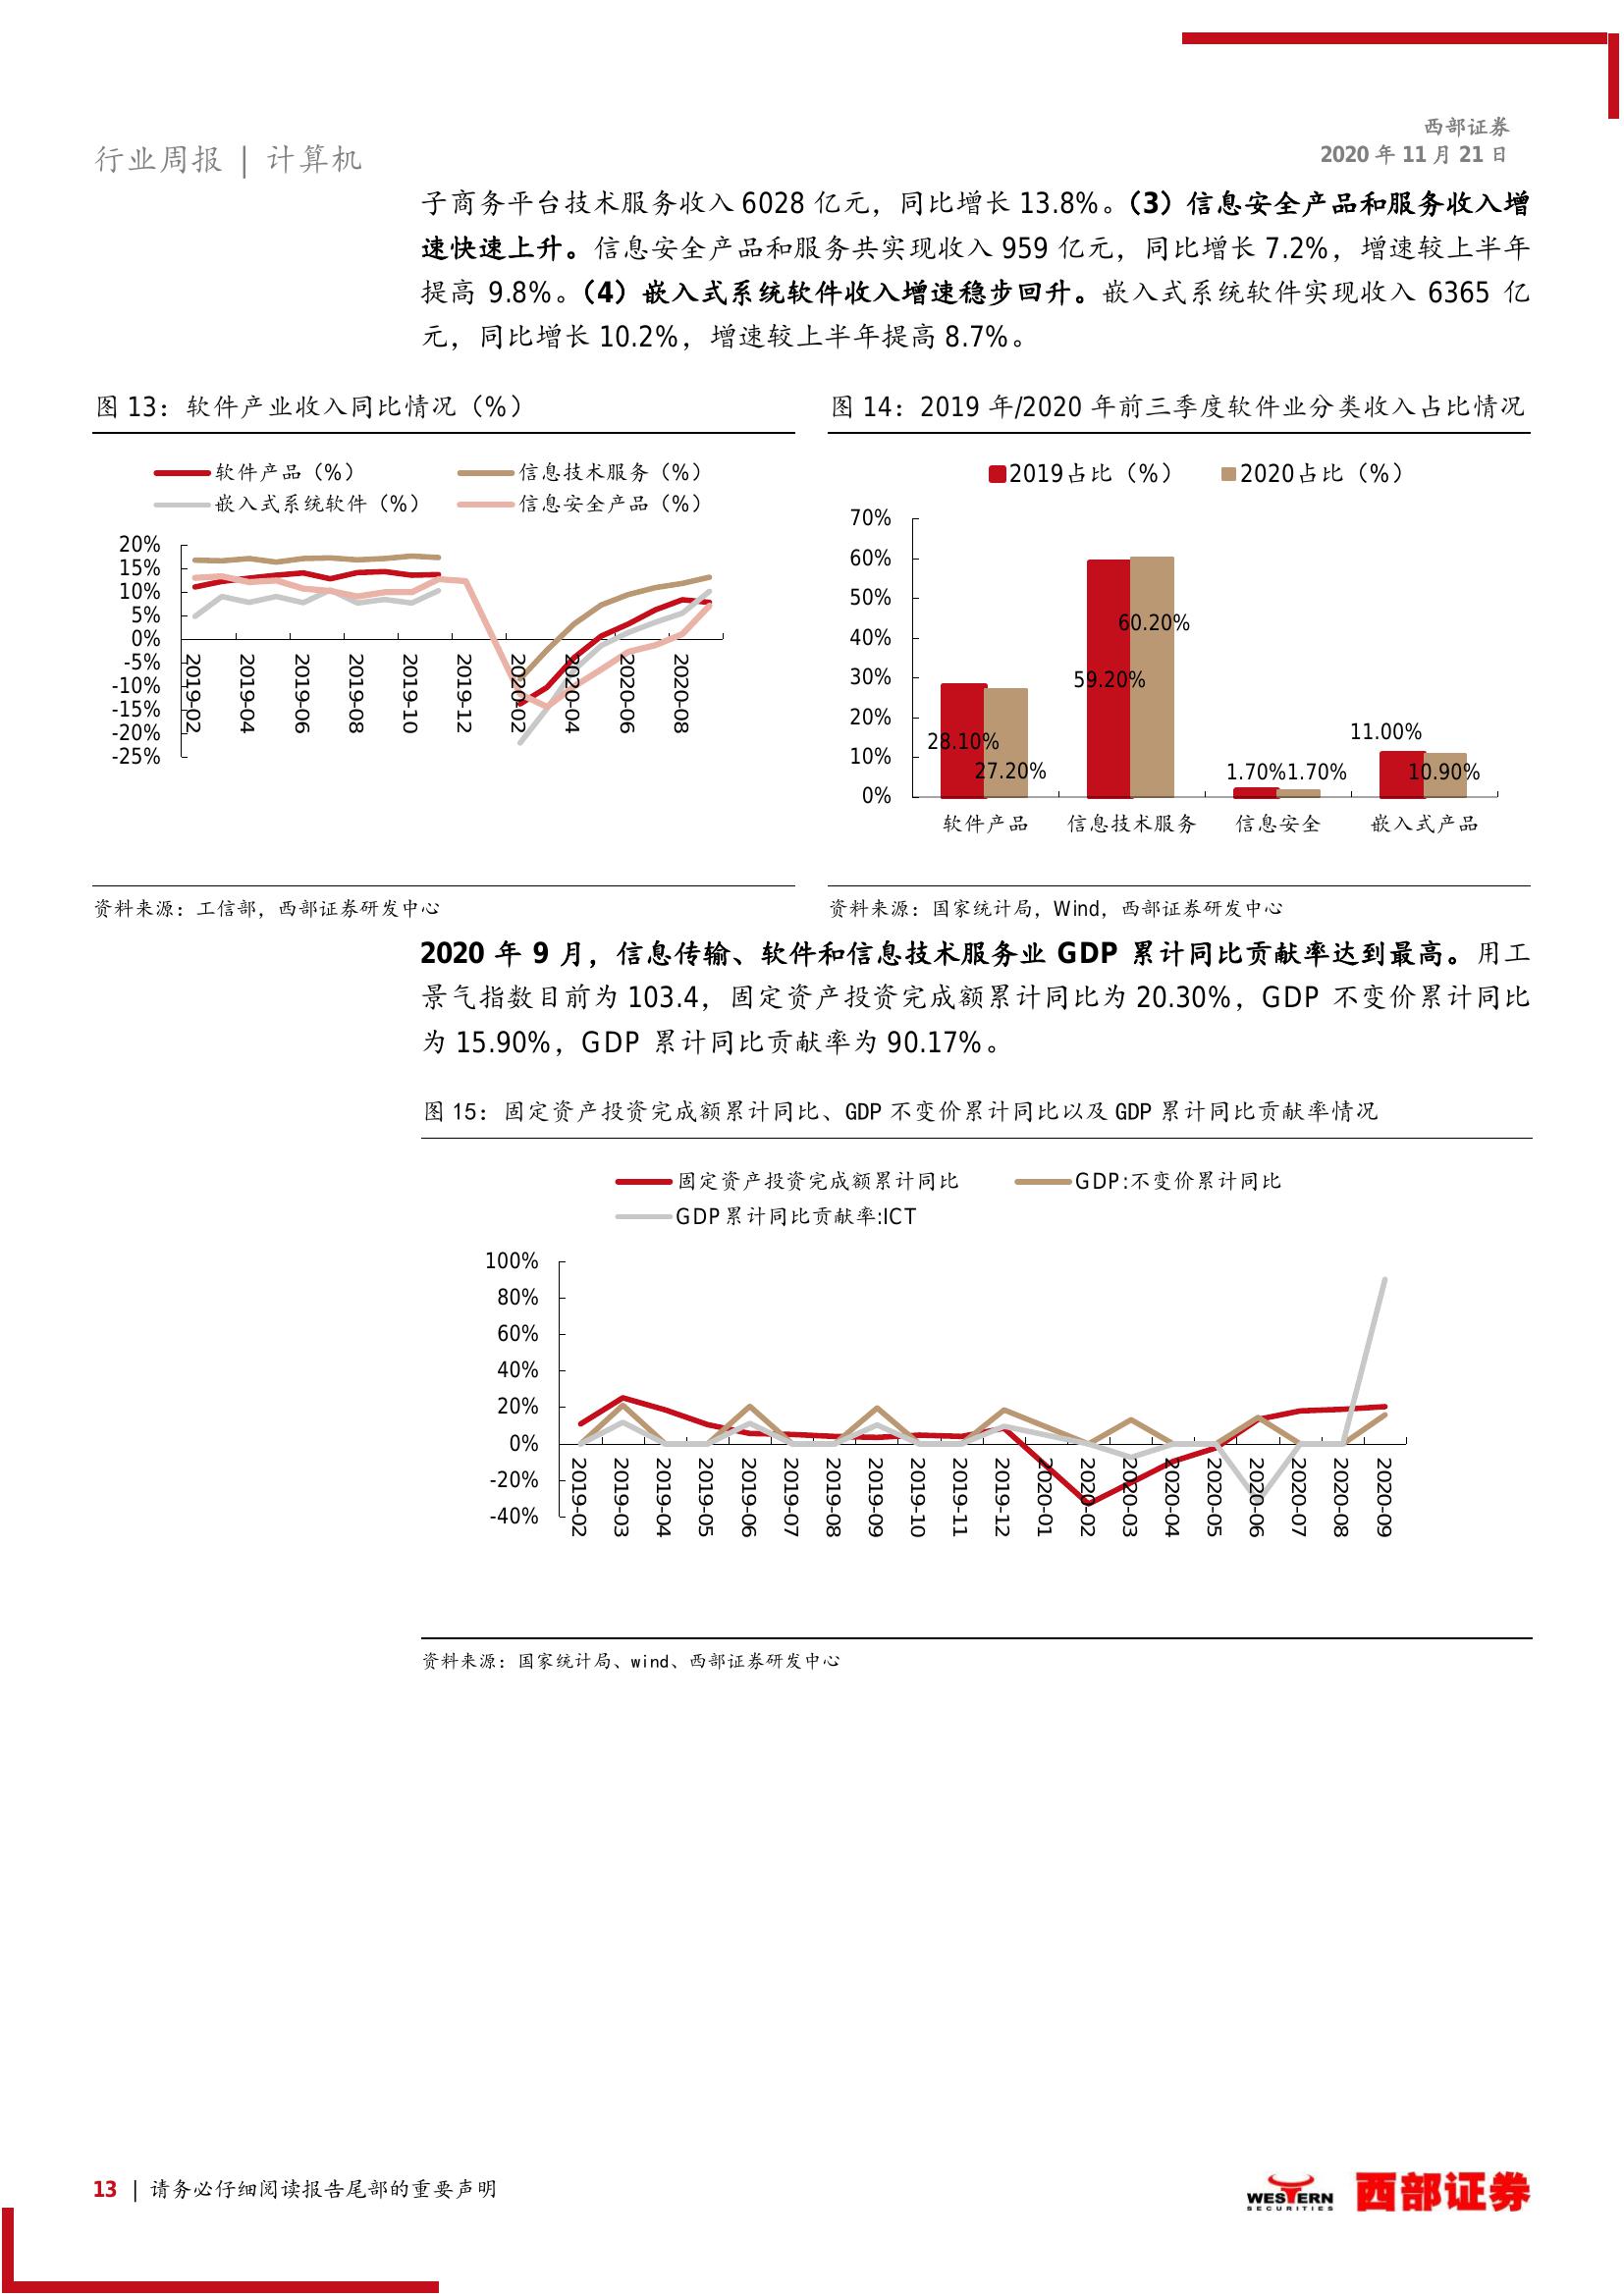 西部证券
2020 年 11 月 21 日
行业周报 | 计算机
子商务平台技术服务收入 6028 亿元，同比增长 13.8%。（3）信息安全产品和服务收入增
速快速上升。信息安全产品和服务共实现收入 959 亿元，同比增长 7.2%，增速较上半年
提高 9.8%。（4）嵌入式系统软件收入增速稳步回升。嵌入式系统软件实现收入 6365 亿
元，同比增长 10.2%，增速较上半年提高 8.7%。
图 13：软件产业收入同比情况（%）
软件产品（%）
信息技术服务（%）
嵌入式系统软件（%）
信息安全产品（%）
20%
15%
10%
5%
0%
-5%
-10%
-15%
-20%
-25%
2019-02
2019-04
2019-06
2019-08
2019-10
2019-12
2020-02
2020-04
2020-06
2020-08
资料来源：工信部，西部证券研发中心
图 14：2019 年/2020 年前三季度软件业分类收入占比情况
2019占比（%）
2020占比（%）
70%
60%
50%
40%
30%
20%
10%
0%
28.10%
27.20%
59.20%
60.20%
1.70%
1.70%
11.00%
10.90%
软件产品
信息技术服务
信息安全
嵌入式产品
资料来源：国家统计局，Wind，西部证券研发中心
2020 年 9 月，信息传输、软件和信息技术服务业 GDP 累计同比贡献率达到最高。用工
景气指数目前为 103.4，固定资产投资完成额累计同比为 20.30%，GDP 不变价累计同比
为 15.90%，GDP 累计同比贡献率为 90.17%。
图 15：固定资产投资完成额累计同比、GDP 不变价累计同比以及 GDP 累计同比贡献率情况
固定资产投资完成额累计同比
GDP:不变价累计同比
GDP累计同比贡献率:ICT
100%
80%
60%
40%
20%
0%
-20%
-40%
2019-02
2019-03
2019-04
2019-05
2019-06
2019-07
2019-08
2019-09
2019-10
2019-11
2019-12
2020-01
2020-02
2020-03
2020-04
2020-05
2020-06
2020-07
2020-08
2020-09
资料来源：国家统计局、wind、西部证券研发中心
13 | 请务必仔细阅读报告尾部的重要声明
WESTERN
SECURITIES
西部证券